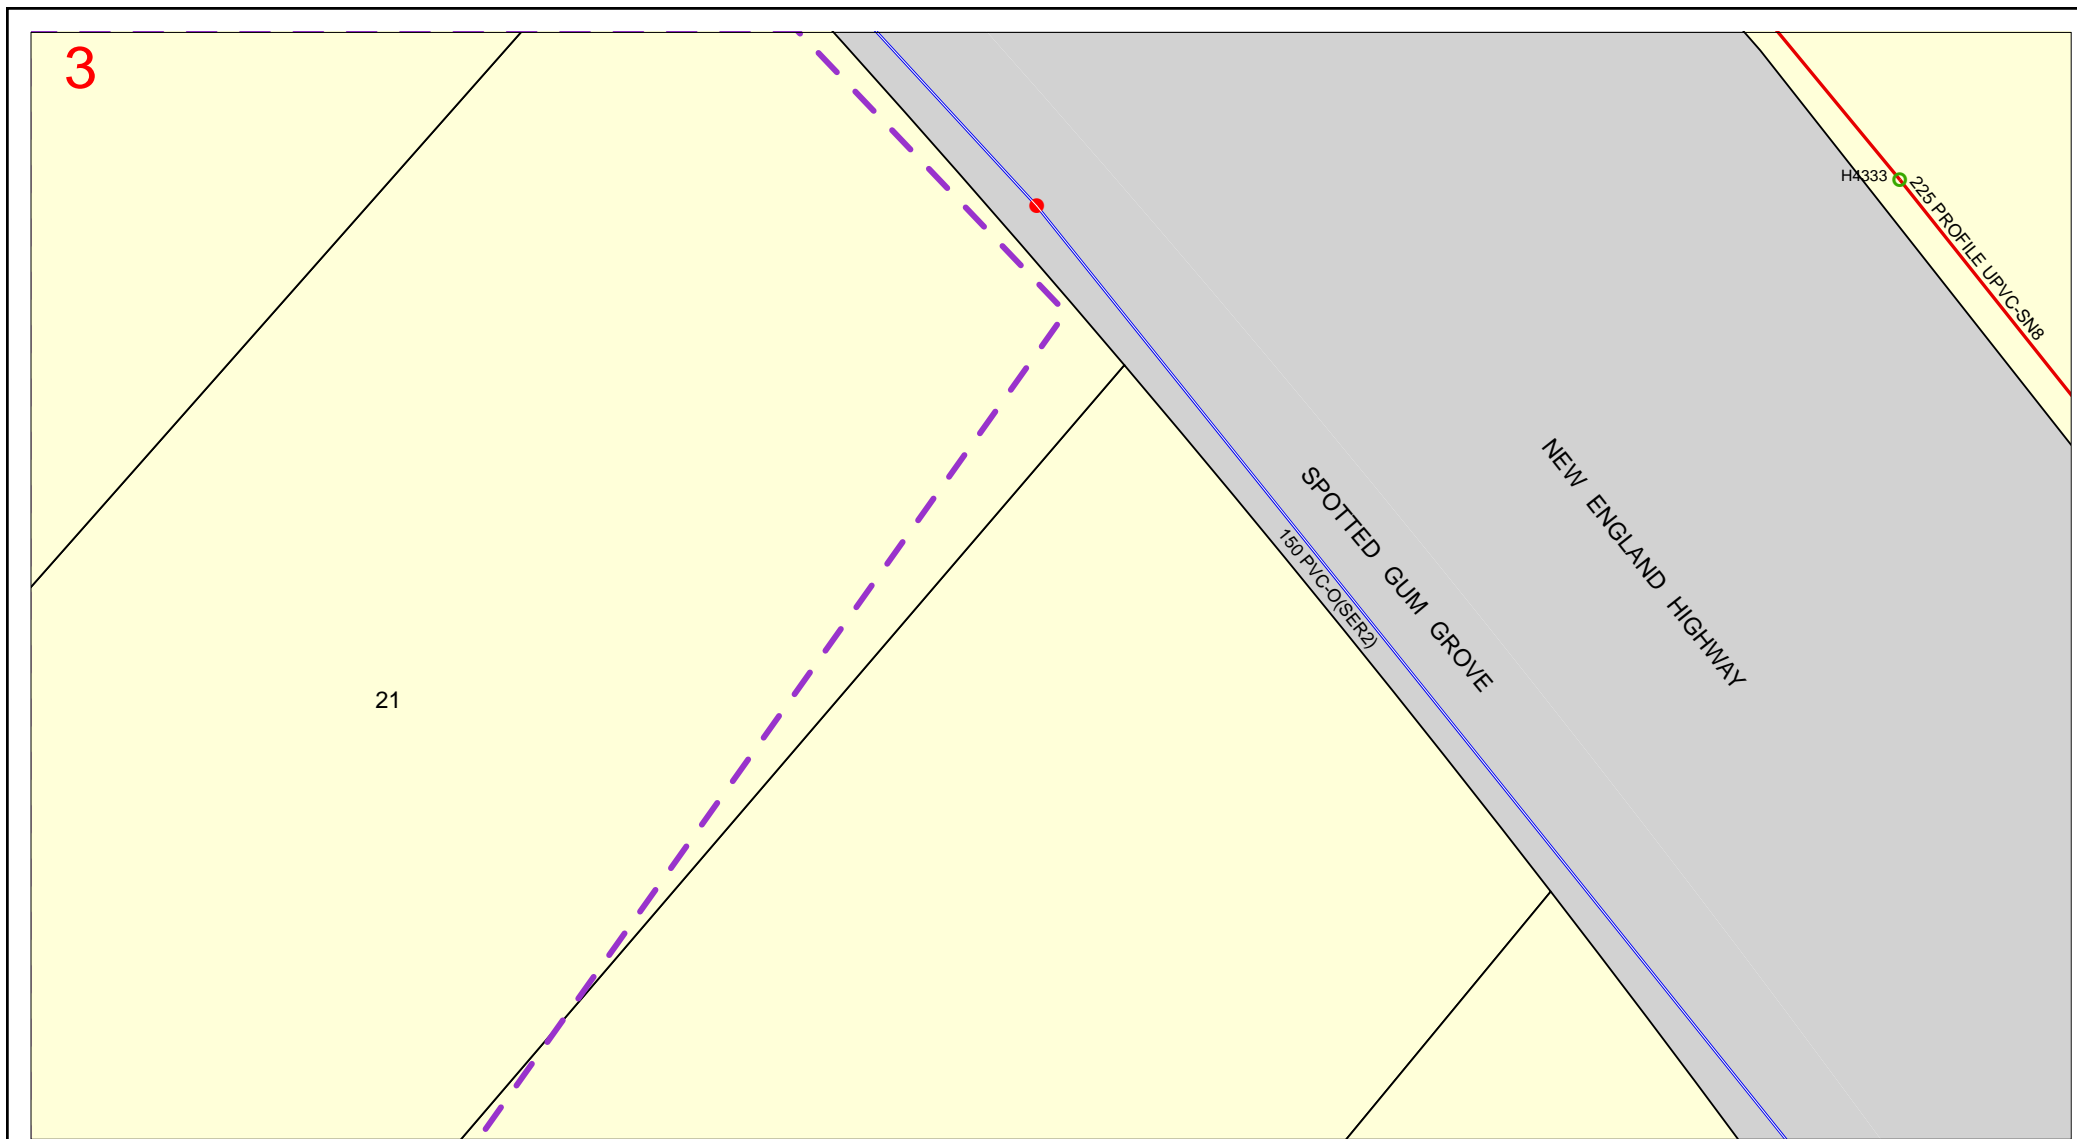 3
H4333
225 PROFILE UPVC-SN8
NEW ENGLAND HIGHWAY
SPOTTED GUM GROVE
150 PVC-O(SER2)
21